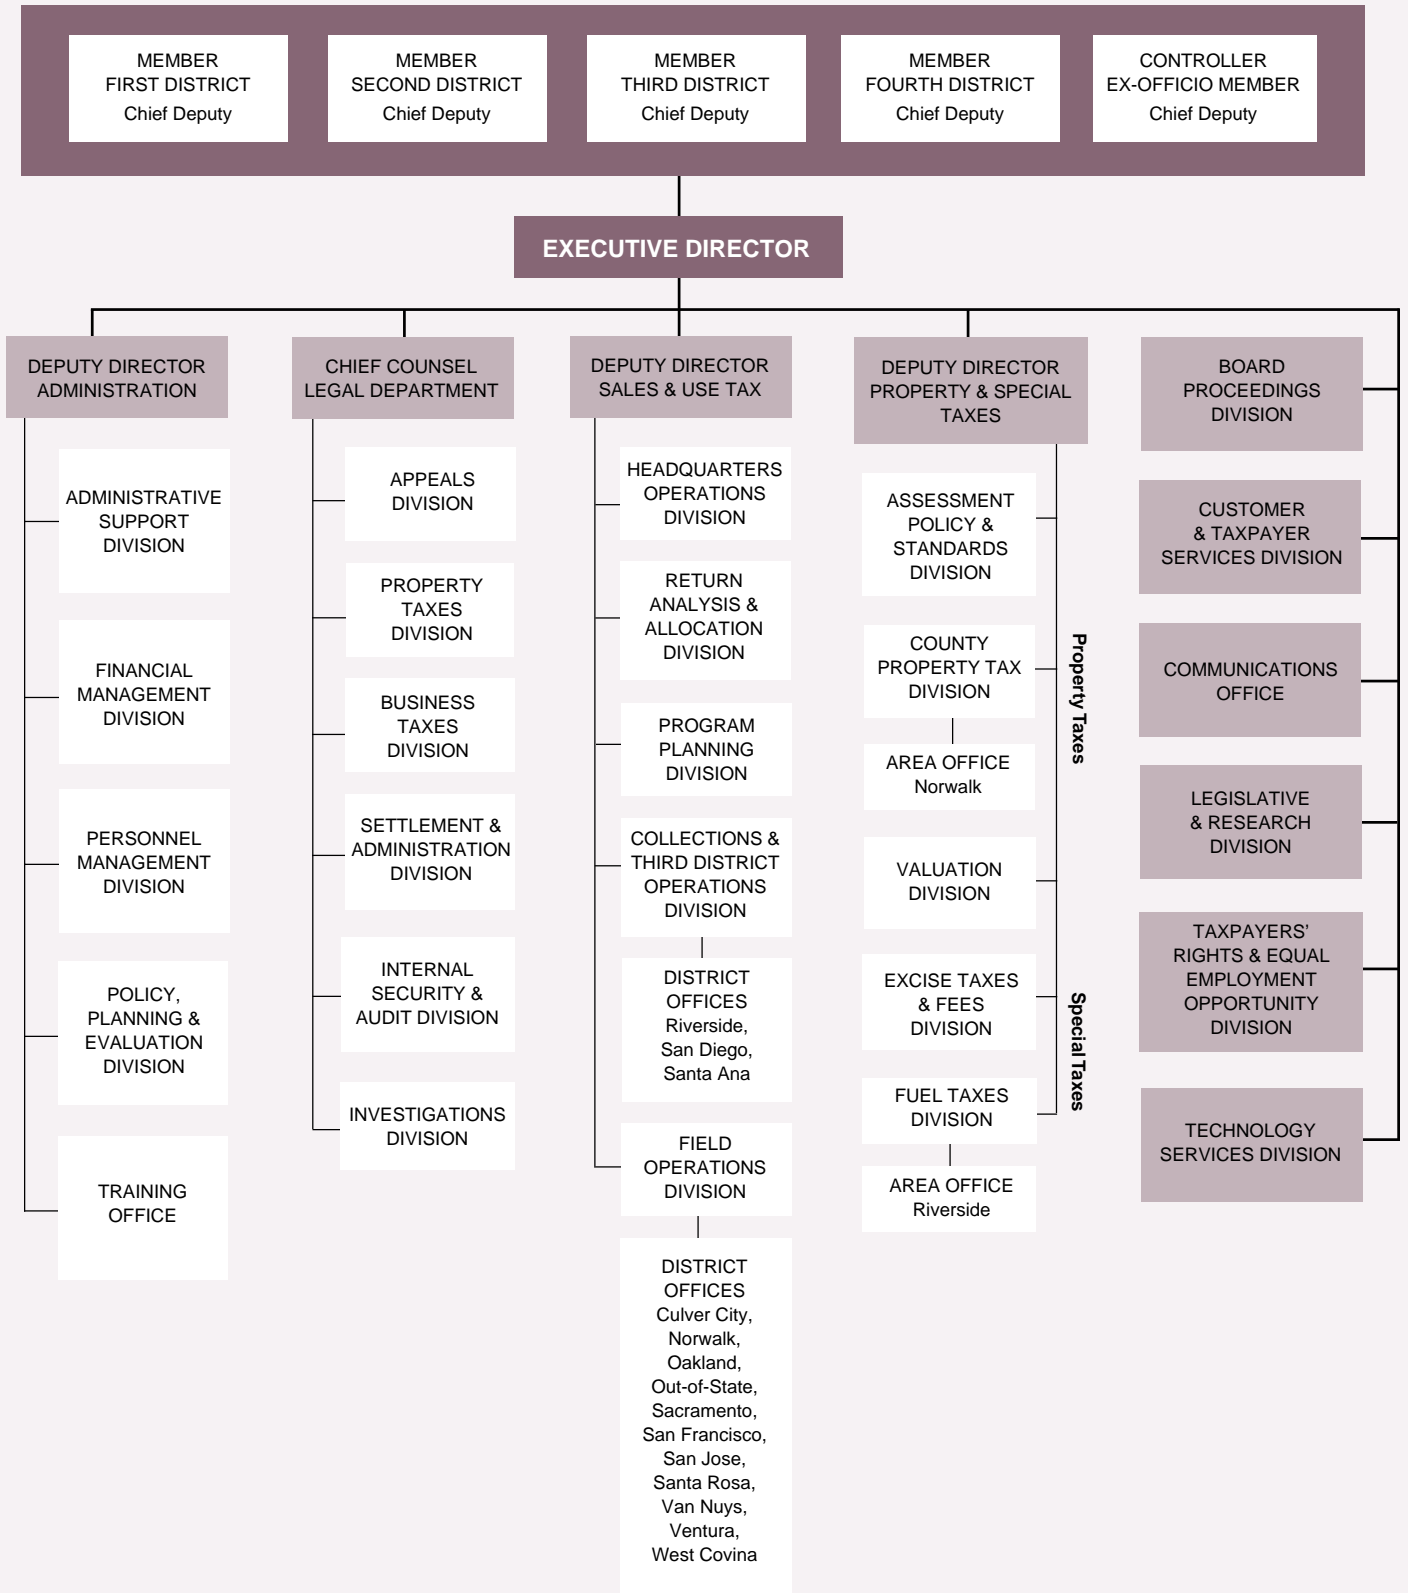 MEMBER
FIRST DISTRICT
Chief Deputy
MEMBER
SECOND DISTRICT
Chief Deputy
MEMBER
THIRD DISTRICT
Chief Deputy
MEMBER
FOURTH DISTRICT
Chief Deputy
CONTROLLER
EX-OFFICIO MEMBER
Chief Deputy
EXECUTIVE DIRECTOR
DEPUTY DIRECTOR
ADMINISTRATION
ADMINISTRATIVE
SUPPORT
DIVISION
FINANCIAL
MANAGEMENT
DIVISION
PERSONNEL
MANAGEMENT
DIVISION
POLICY,
PLANNING &
EVALUATION
DIVISION
TRAINING
OFFICE
CHIEF COUNSEL
LEGAL DEPARTMENT
APPEALS
DIVISION
PROPERTY
TAXES
DIVISION
BUSINESS
TAXES
DIVISION
SETTLEMENT &
ADMINISTRATION
DIVISION
INTERNAL
SECURITY &
AUDIT DIVISION
INVESTIGATIONS
DIVISION
DEPUTY DIRECTOR
SALES & USE TAX
HEADQUARTERS
OPERATIONS
DIVISION
RETURN
ANALYSIS &
ALLOCATION
DIVISION
PROGRAM
PLANNING
DIVISION
COLLECTIONS &
THIRD DISTRICT
OPERATIONS
DIVISION
DISTRICT
OFFICES
Riverside,
San Diego,
Santa Ana
FIELD
OPERATIONS
DIVISION
DISTRICT
OFFICES
Culver City,
Norwalk,
Oakland,
Out-of-State,
Sacramento,
San Francisco,
San Jose,
Santa Rosa,
Van Nuys,
Ventura,
West Covina
DEPUTY DIRECTOR
PROPERTY & SPECIAL
TAXES
Property Taxes
ASSESSMENT
POLICY &
STANDARDS
DIVISION
COUNTY
PROPERTY TAX
DIVISION
AREA OFFICE
Norwalk
VALUATION
DIVISION
Special Taxes
EXCISE TAXES
& FEES
DIVISION
FUEL TAXES
DIVISION
AREA OFFICE
Riverside
BOARD
PROCEEDINGS
DIVISION
CUSTOMER
& TAXPAYER
SERVICES DIVISION
COMMUNICATIONS
OFFICE
LEGISLATIVE
& RESEARCH
DIVISION
TAXPAYERS’
RIGHTS & EQUAL
EMPLOYMENT
OPPORTUNITY
DIVISION
TECHNOLOGY
SERVICES DIVISION